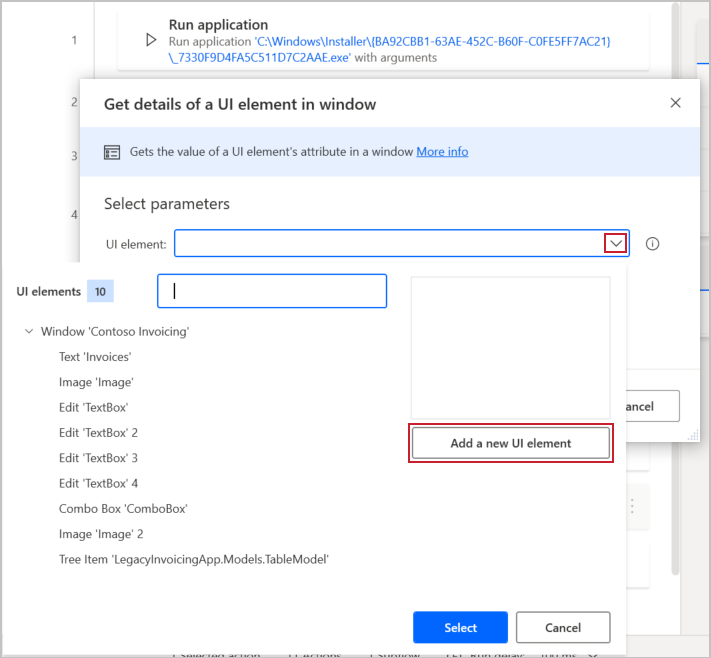 1
Run application
Run application 'C:\Windows\Installer\{BA92CBB1-63AE-452C-B60F-C0FE5FF7AC21}
\_7330F9D4FA5C511D7C2AAE.exe' with arguments
2
Get details of a UI element in window
3
Gets the value of a UI element's attribute in a window More info
Select parameters
4
UI element:
UI elements 10
Window 'Contoso Invoicing'
Text 'Invoices'
Image 'Image'
Edit 'TextBox'
ancel
Edit 'TextBox' 2
Add a new UI element
Edit 'TextBox' 3
Edit 'TextBox' 4
Combo Box 'ComboBox'
Image 'Image' 2
Tree Item 'LegacyInvoicingApp.Models.TableModel'
Select
Cancel